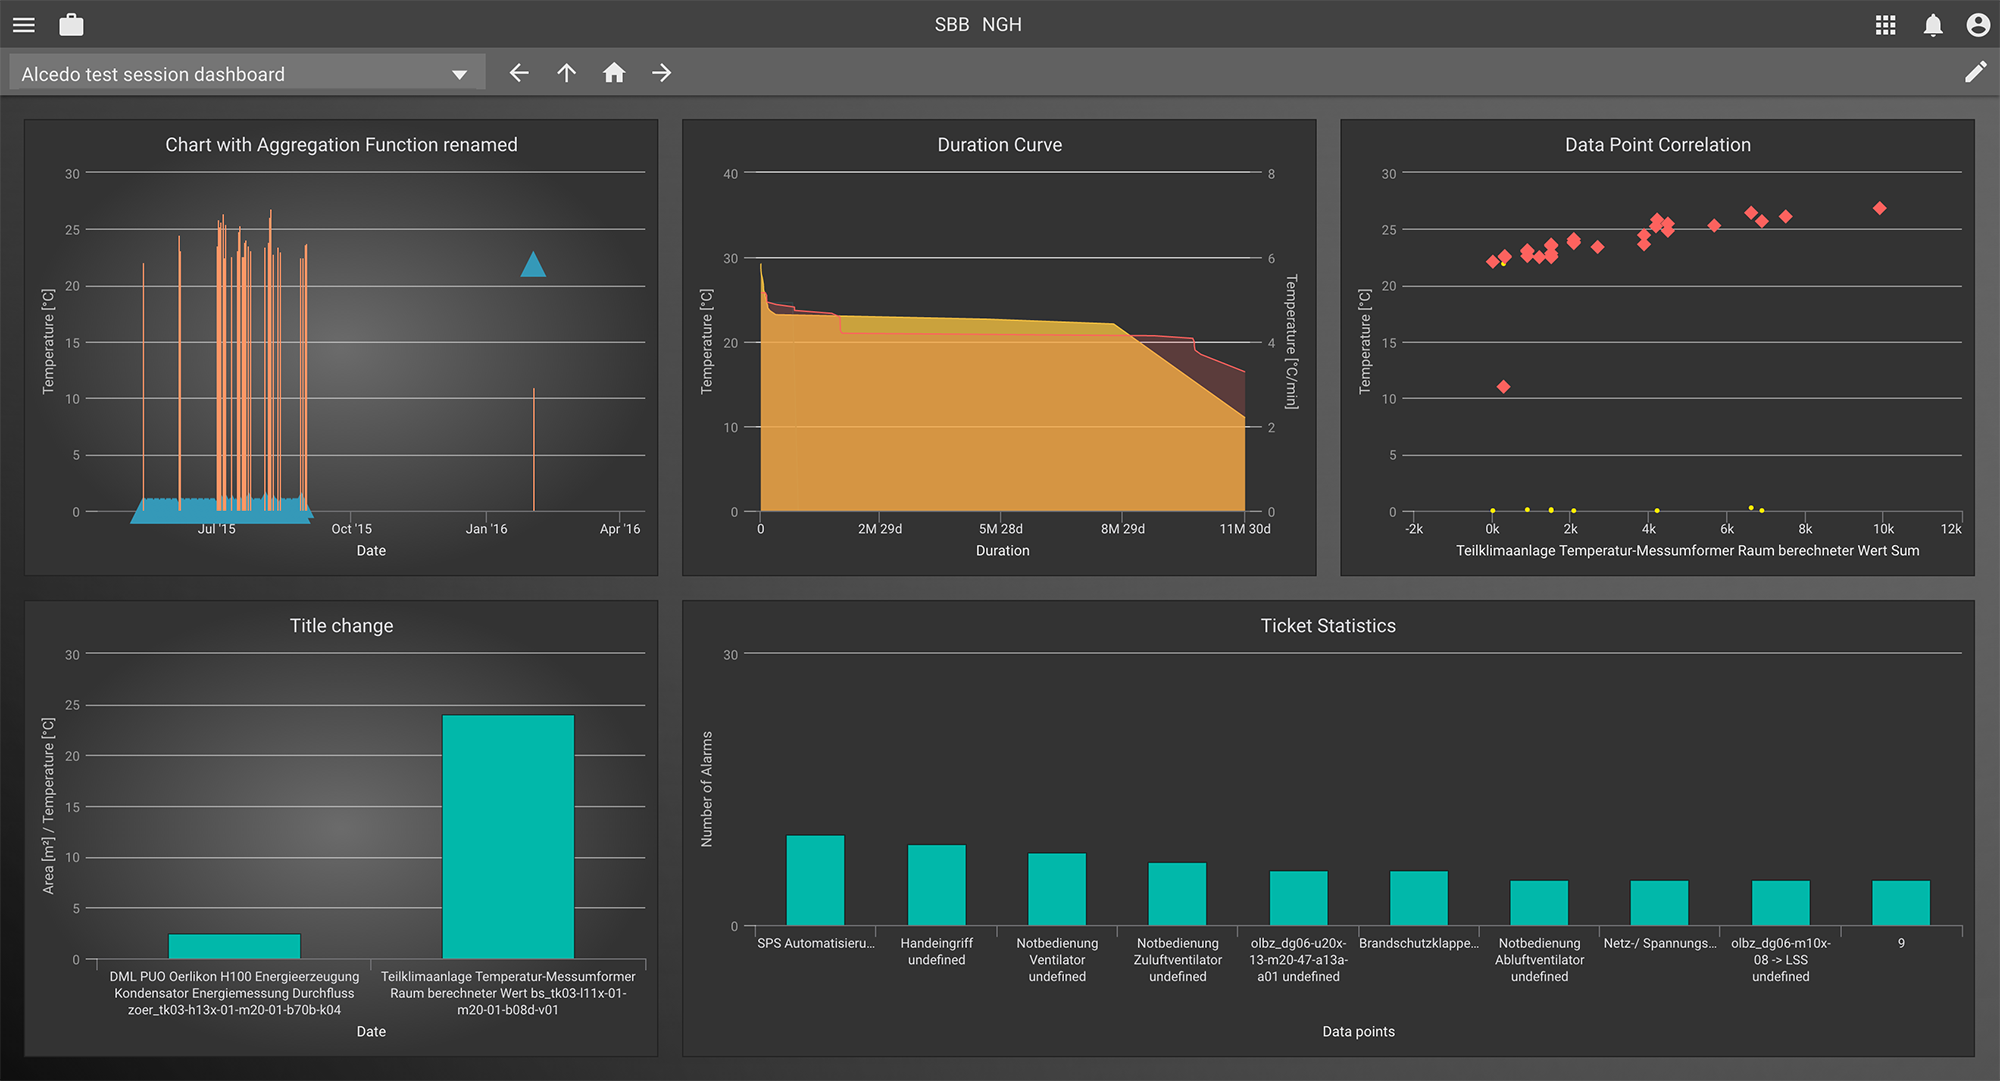 SBB NGH
Alcedo test session dashboard
Chart with Aggregation Function renamed
30
25
20
15
10
5
0
Temperature [°C]
Jul '15
Oct '15
Jan '16
Apr '16
Date
Duration Curve
40
30
20
10
0
Temperature [°C]
8
6
4
2
0
Temperature [°C/min]
0
2M 29d
5M 28d
8M 29d
11M 30d
Duration
Data Point Correlation
30
25
20
15
10
5
0
Temperature [°C]
-2k
0k
2k
4k
6k
8k
10k
12k
Teilklimaanlage Temperatur-Messumformer Raum berechneter Wert Sum
Title change
30
25
20
15
10
5
0
Area [m²] / Temperature [°C]
DML PUO Oerlikon H100 Energieerzeugung
Kondensator Energiemessung Durchfluss
zoer_tk03-h13x-01-m20-01-b70b-k04
Teilklimaanlage Temperatur-Messumformer
Raum berechneter Wert bs_tk03-l11x-01-
m20-01-b08d-v01
Date
Ticket Statistics
30
0
Number of Alarms
SPS Automatisieru...
Handeingriff
undefined
Notbedienung
Ventilator
undefined
Notbedienung
Zuluftventilator
undefined
olbz_dg06-u20x-
13-m20-47-a13a-
a01 undefined
Brandschutzklappe...
Notbedienung
Abluftventilator
undefined
Netz-/ Spannungs...
olbz_dg06-m10x-
08 -> LSS
undefined
9
Data points